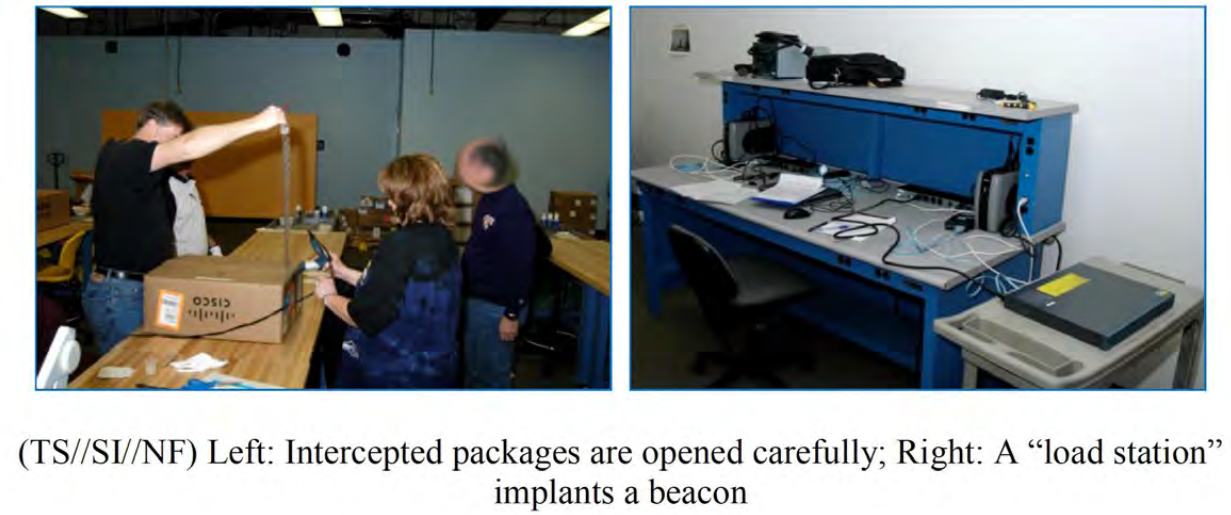 CISCO
(TS//SI//NF) Left: Intercepted packages are opened carefully; Right: A “load station”
implants a beacon